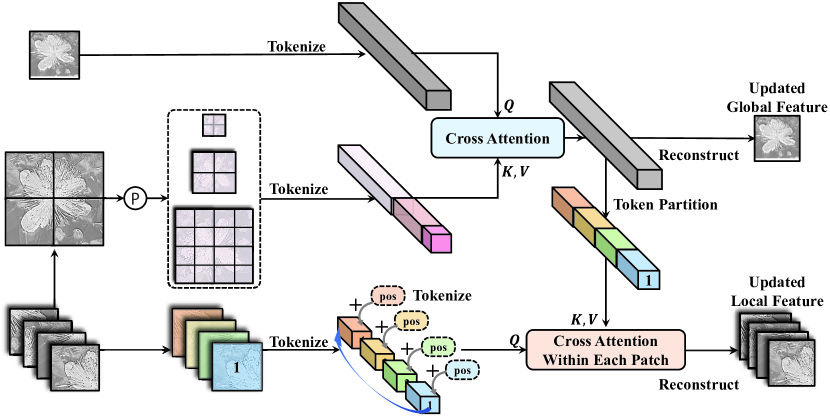 Tokenize
Q
Cross Attention
K, V
Updated
Global Feature
Reconstruct
P
Tokenize
Token Partition
1
pos
Tokenize
pos
pos
pos
1
Tokenize
1
Q
K, V
Cross Attention
Within Each Patch
Updated
Local Feature
Reconstruct